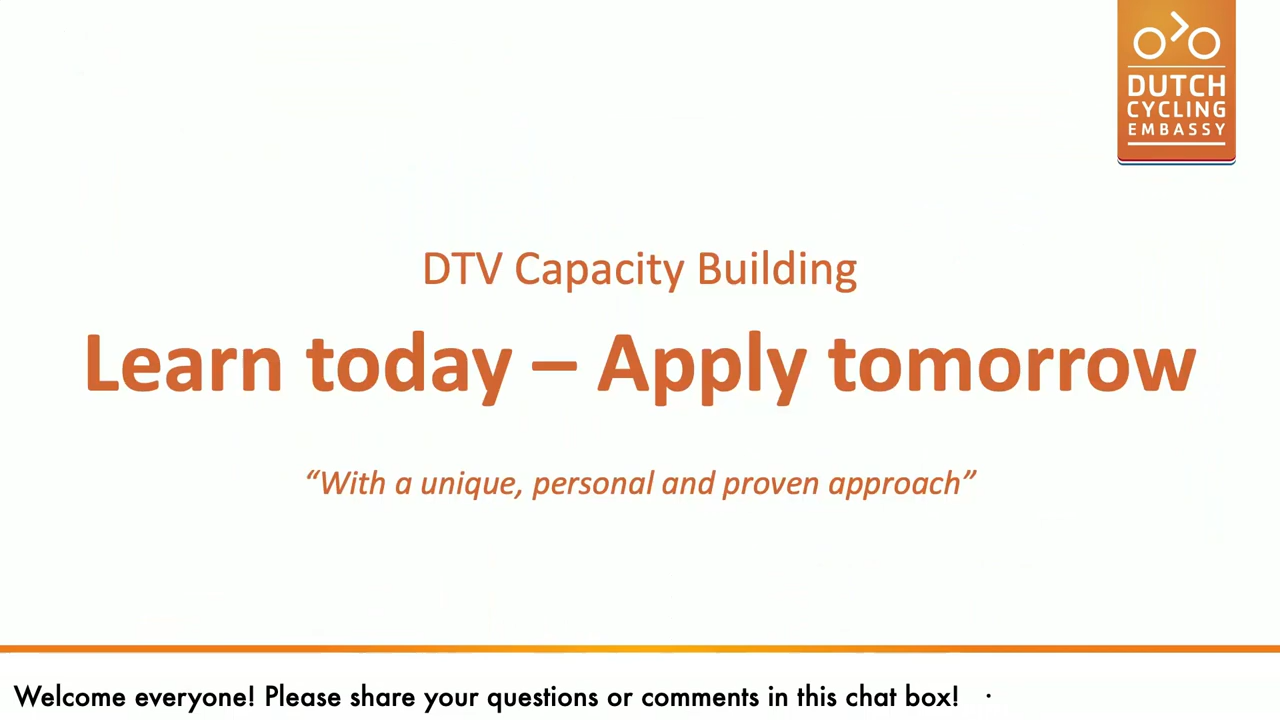 DUTCH
CYCLING
EMBASSY
DTV Capacity Building
Learn today – Apply tomorrow
“With a unique, personal and proven approach”
Welcome everyone! Please share your questions or comments in this chat box! ·